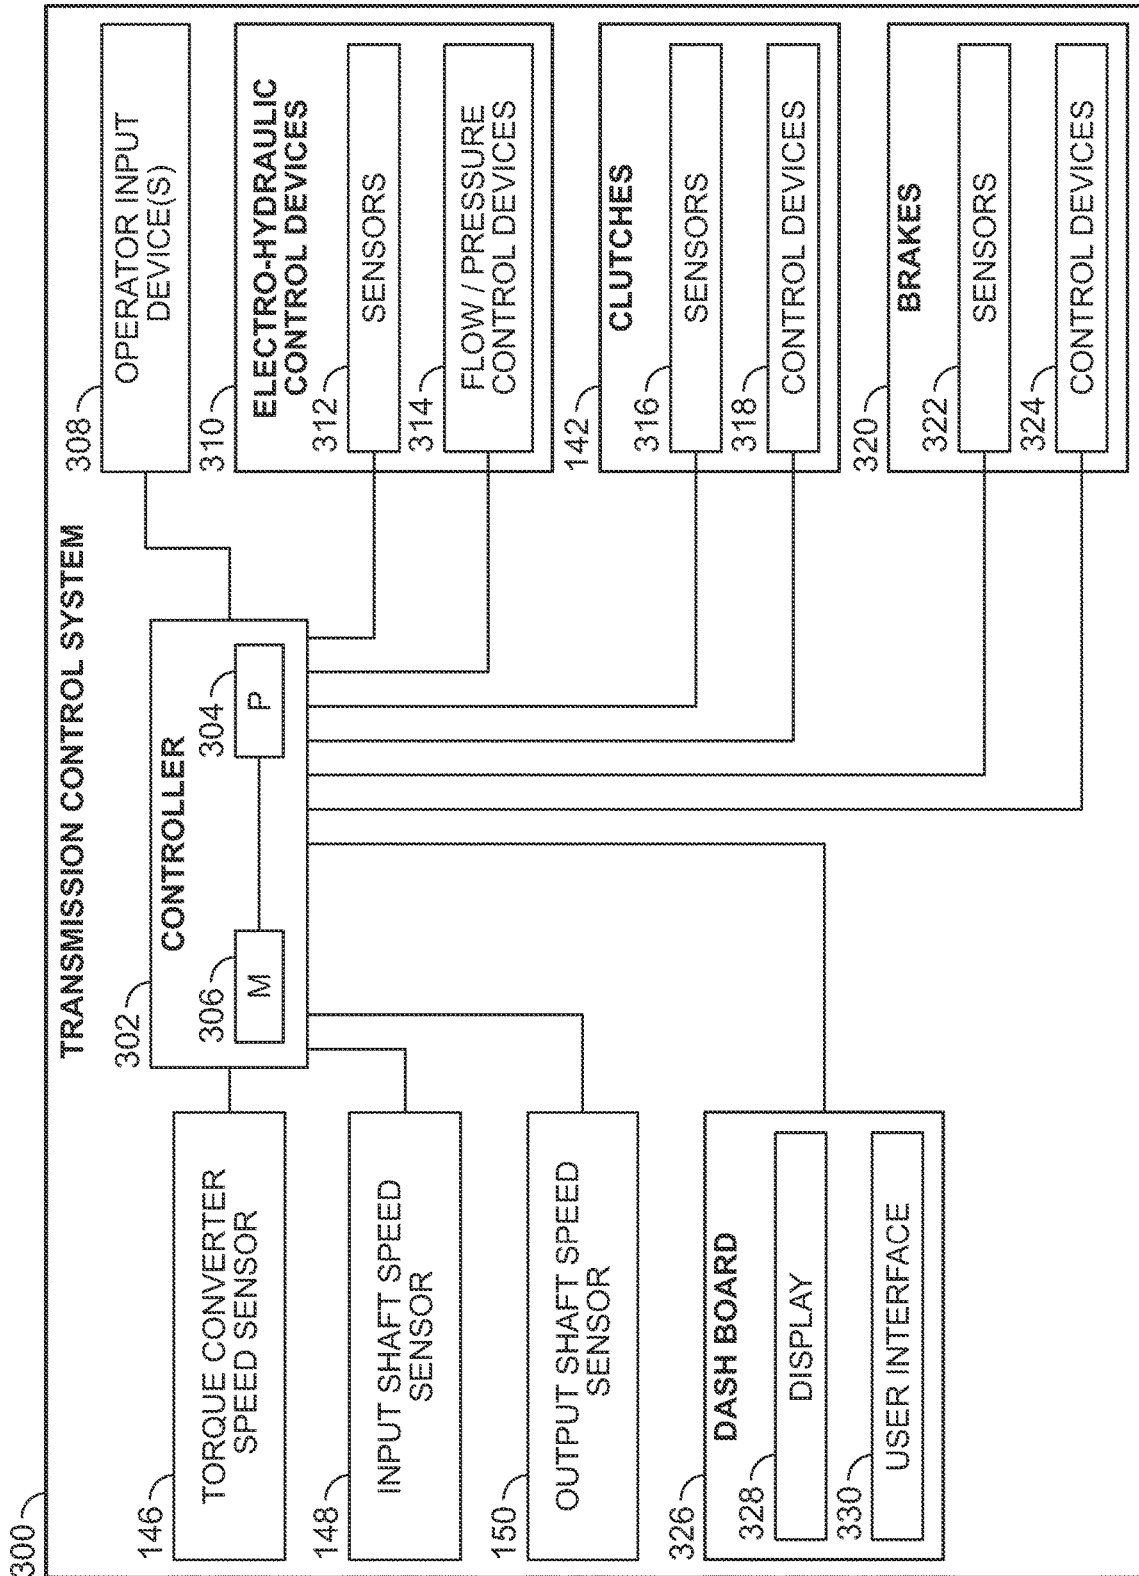 300
TRANSMISSION CONTROL SYSTEM
146
TORQUE CONVERTER
SPEED SENSOR
148
INPUT SHAFT SPEED
SENSOR
150
OUTPUT SHAFT SPEED
SENSOR
326
DASH BOARD
328
DISPLAY
330
USER INTERFACE
302
CONTROLLER
306
M
304
P
308
OPERATOR INPUT
DEVICE(S)
310
ELECTRO-HYDRAULIC
CONTROL DEVICES
312
SENSORS
314
FLOW / PRESSURE
CONTROL DEVICES
142
CLUTCHES
316
SENSORS
318
CONTROL DEVICES
320
BRAKES
322
SENSORS
324
CONTROL DEVICES